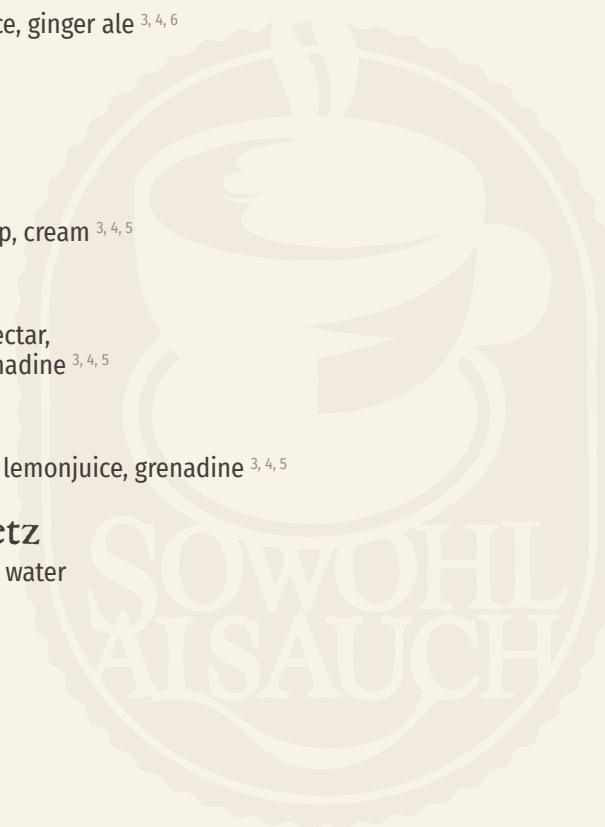 ce, ginger ale 3, 4, 6
p, cream 3, 4, 5
ectar,
nadine 3, 4, 5
lemonjuice, grenadine 3, 4, 5
etz
water
SOWOHL
ALSAUCH